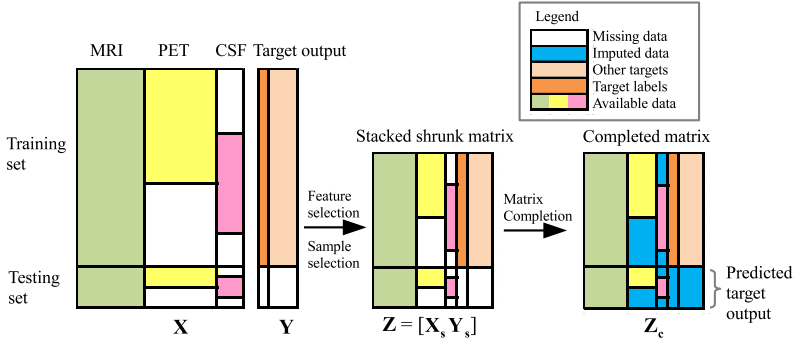 Legend
Missing data
Imputed data
Other targets
Target labels
Available data
MRI PET CSF Target output
Training
set
Testing
set
X
Y
Feature
selection
Sample
selection
Stacked shrunk matrix
Z = [Xs Ys]
Matrix
Completion
Completed matrix
Zc
Predicted
target
output